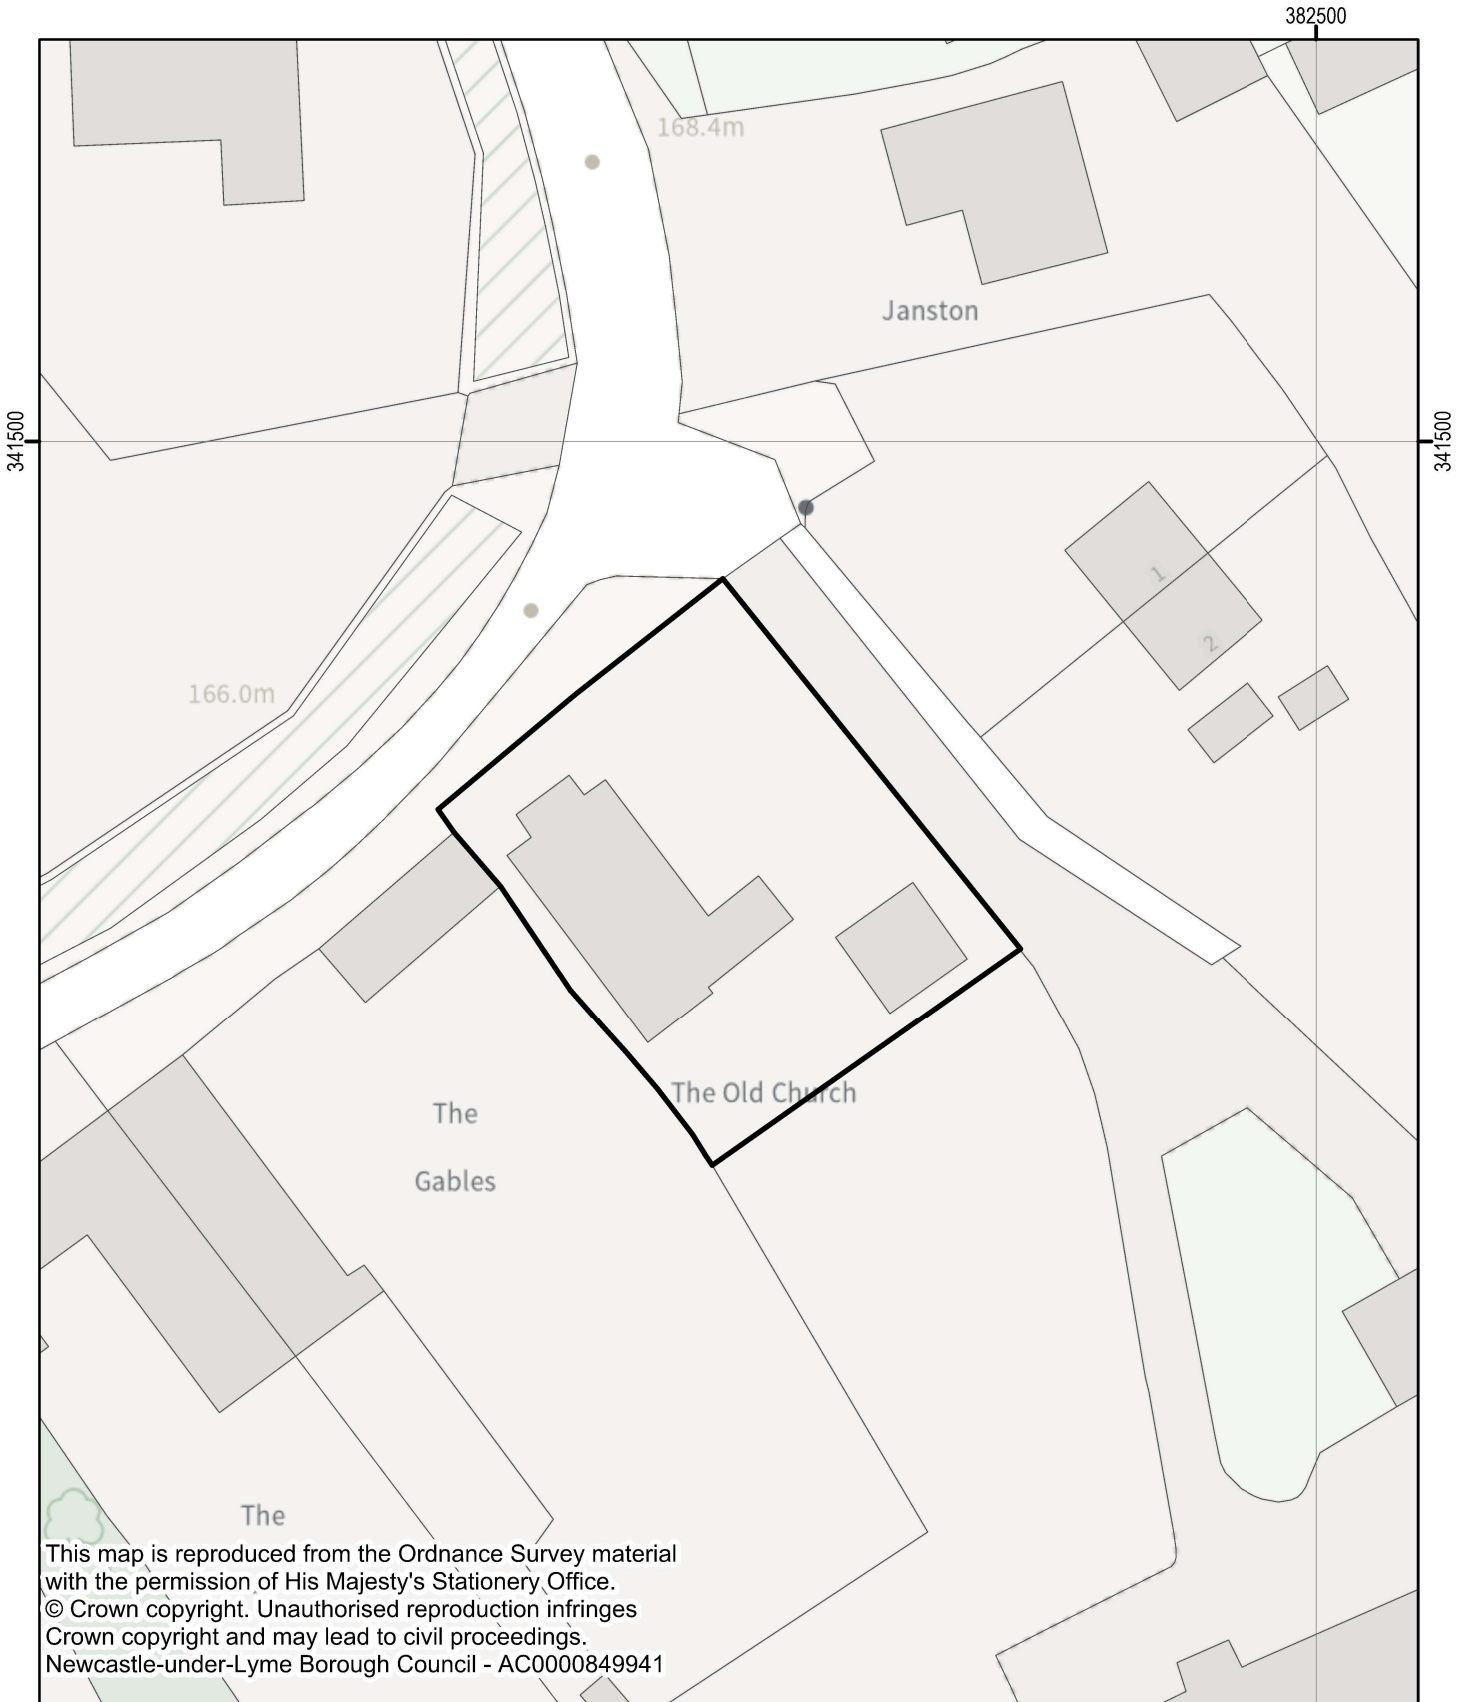 382500
168.4m
Janston
341500
341500
1
2
166.0m
The Old Church
The
Gables
The
This map is reproduced from the Ordnance Survey material
with the permission of His Majesty's Stationery Office.
© Crown copyright. Unauthorised reproduction infringes
Crown copyright and may lead to civil proceedings.
Newcastle-under-Lyme Borough Council - AC0000849941